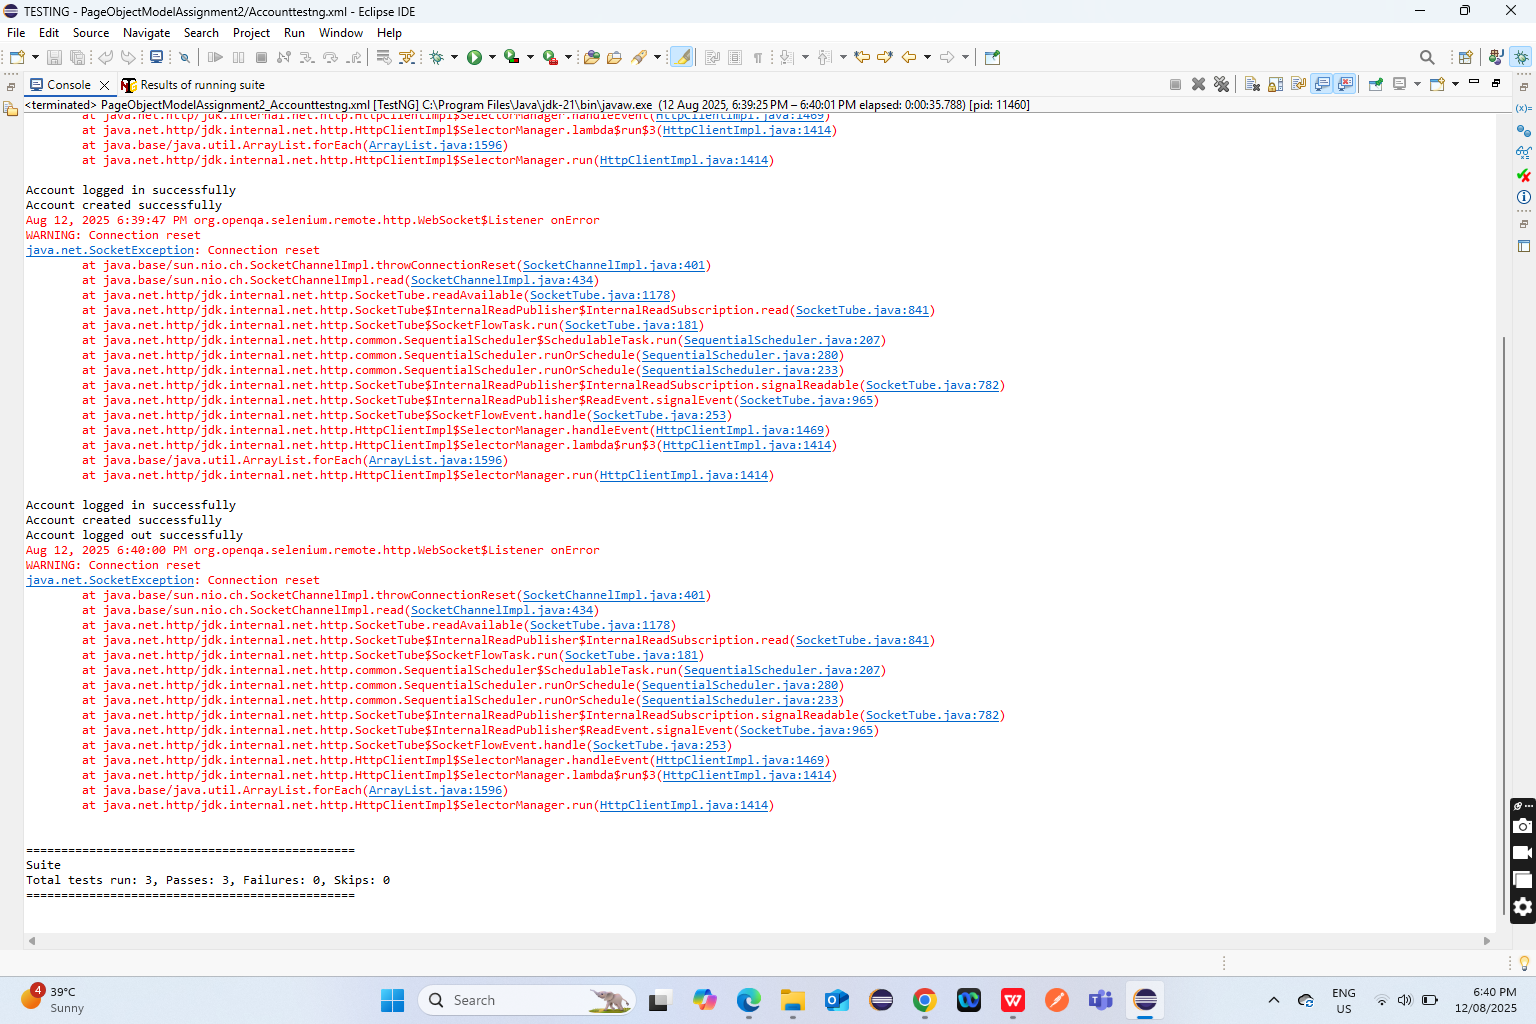 TESTING - PageObjectModelAssignment2/Accounttestng.xml - Eclipse IDE
File Edit Source Navigate Search Project Run Window Help
Console Results of running suite
<terminated> PageObjectModelAssignment2_Accounttestng.xml [TestNG] C:\Program Files\Java\jdk-21\bin\javaw.exe (12 Aug 2025, 6:39:25 PM – 6:40:01 PM elapsed: 0:00:35.788) [pid: 11460]
at java.net.http/jdk.internal.net.http.HttpClientImpl$SelectorManager.handleEvent(HttpClientImpl.java:1469)
at java.net.http/jdk.internal.net.http.HttpClientImpl$SelectorManager.lambda$run$3(HttpClientImpl.java:1414)
at java.base/java.util.ArrayList.forEach(ArrayList.java:1596)
at java.net.http/jdk.internal.net.http.HttpClientImpl$SelectorManager.run(HttpClientImpl.java:1414)
Account logged in successfully
Account created successfully
Aug 12, 2025 6:39:47 PM org.openqa.selenium.remote.http.WebSocket$Listener onError
WARNING: Connection reset
java.net.SocketException: Connection reset
at java.base/sun.nio.ch.SocketChannelImpl.throwConnectionReset(SocketChannelImpl.java:401)
at java.base/sun.nio.ch.SocketChannelImpl.read(SocketChannelImpl.java:434)
at java.net.http/jdk.internal.net.http.SocketTube.readAvailable(SocketTube.java:1178)
at java.net.http/jdk.internal.net.http.SocketTube$InternalReadPublisher$InternalReadSubscription.read(SocketTube.java:841)
at java.net.http/jdk.internal.net.http.SocketTube$SocketFlowTask.run(SocketTube.java:181)
at java.net.http/jdk.internal.net.http.common.SequentialScheduler$SchedulableTask.run(SequentialScheduler.java:207)
at java.net.http/jdk.internal.net.http.common.SequentialScheduler.runOrSchedule(SequentialScheduler.java:280)
at java.net.http/jdk.internal.net.http.common.SequentialScheduler.runOrSchedule(SequentialScheduler.java:233)
at java.net.http/jdk.internal.net.http.SocketTube$InternalReadPublisher$InternalReadSubscription.signalReadable(SocketTube.java:782)
at java.net.http/jdk.internal.net.http.SocketTube$InternalReadPublisher$ReadEvent.signalEvent(SocketTube.java:965)
at java.net.http/jdk.internal.net.http.SocketTube$SocketFlowEvent.handle(SocketTube.java:253)
at java.net.http/jdk.internal.net.http.HttpClientImpl$SelectorManager.handleEvent(HttpClientImpl.java:1469)
at java.net.http/jdk.internal.net.http.HttpClientImpl$SelectorManager.lambda$run$3(HttpClientImpl.java:1414)
at java.base/java.util.ArrayList.forEach(ArrayList.java:1596)
at java.net.http/jdk.internal.net.http.HttpClientImpl$SelectorManager.run(HttpClientImpl.java:1414)
Account logged in successfully
Account created successfully
Account logged out successfully
Aug 12, 2025 6:40:00 PM org.openqa.selenium.remote.http.WebSocket$Listener onError
WARNING: Connection reset
java.net.SocketException: Connection reset
at java.base/sun.nio.ch.SocketChannelImpl.throwConnectionReset(SocketChannelImpl.java:401)
at java.base/sun.nio.ch.SocketChannelImpl.read(SocketChannelImpl.java:434)
at java.net.http/jdk.internal.net.http.SocketTube.readAvailable(SocketTube.java:1178)
at java.net.http/jdk.internal.net.http.SocketTube$InternalReadPublisher$InternalReadSubscription.read(SocketTube.java:841)
at java.net.http/jdk.internal.net.http.SocketTube$SocketFlowTask.run(SocketTube.java:181)
at java.net.http/jdk.internal.net.http.common.SequentialScheduler$SchedulableTask.run(SequentialScheduler.java:207)
at java.net.http/jdk.internal.net.http.common.SequentialScheduler.runOrSchedule(SequentialScheduler.java:280)
at java.net.http/jdk.internal.net.http.common.SequentialScheduler.runOrSchedule(SequentialScheduler.java:233)
at java.net.http/jdk.internal.net.http.SocketTube$InternalReadPublisher$InternalReadSubscription.signalReadable(SocketTube.java:782)
at java.net.http/jdk.internal.net.http.SocketTube$InternalReadPublisher$ReadEvent.signalEvent(SocketTube.java:965)
at java.net.http/jdk.internal.net.http.SocketTube$SocketFlowEvent.handle(SocketTube.java:253)
at java.net.http/jdk.internal.net.http.HttpClientImpl$SelectorManager.handleEvent(HttpClientImpl.java:1469)
at java.net.http/jdk.internal.net.http.HttpClientImpl$SelectorManager.lambda$run$3(HttpClientImpl.java:1414)
at java.base/java.util.ArrayList.forEach(ArrayList.java:1596)
at java.net.http/jdk.internal.net.http.HttpClientImpl$SelectorManager.run(HttpClientImpl.java:1414)
===============================================
Suite
Total tests run: 3, Passes: 3, Failures: 0, Skips: 0
===============================================
4
39°C
Sunny
Search
ENG
US
6:40 PM
12/08/2025